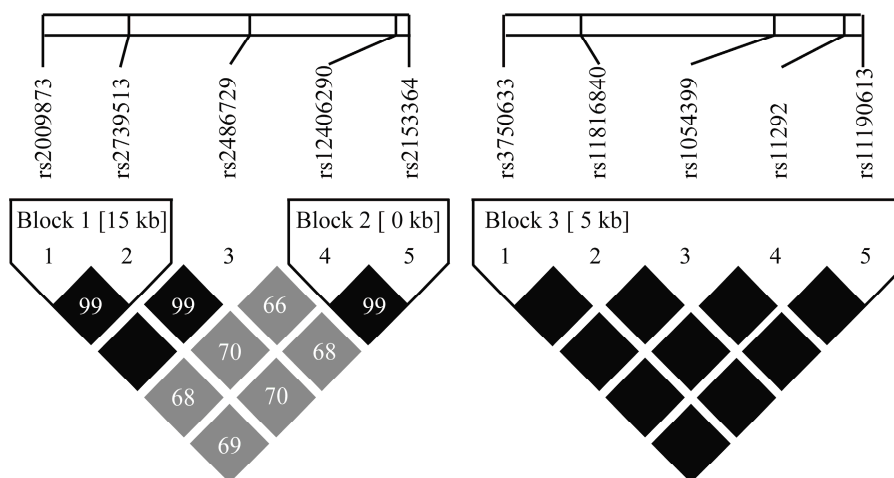 rs2009873
rs2739513
rs2486729
rs12406290
rs2153364
rs3750633
rs11816840
rs1054399
rs11292
rs11190613
Block 1 [15 kb] Block 2 [ 0 kb] Block 3 [ 5 kb]
1 2 3 4 5 1 2 3 4 5
99 99 66 99
70 68
68 70
69